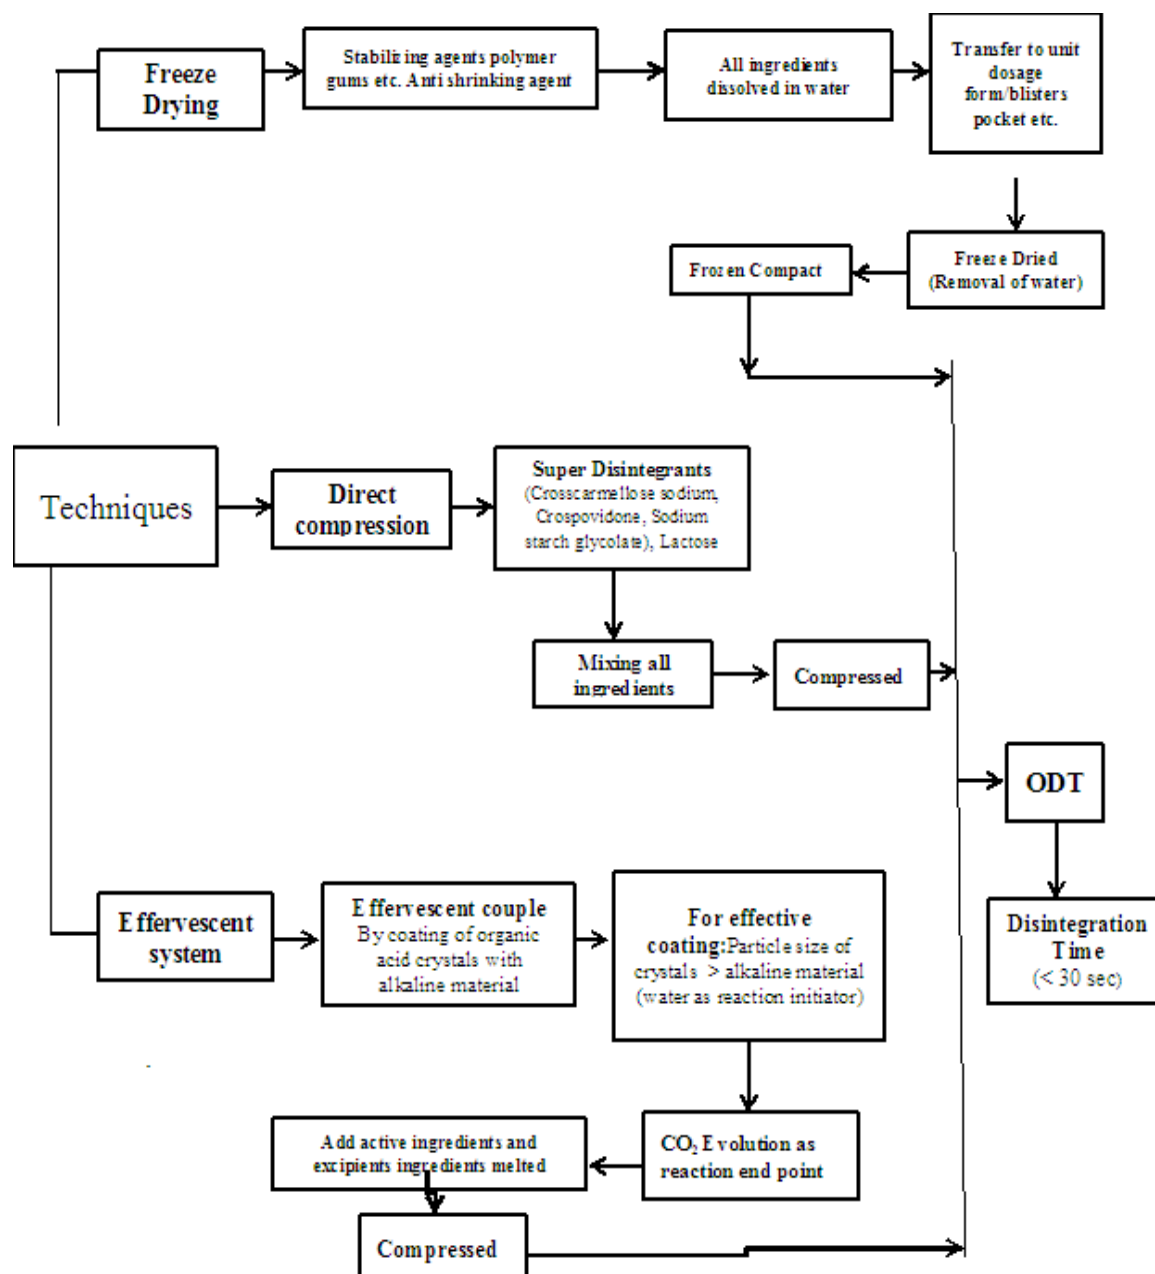 Freeze
Drying
Stabilizing agents polymer
gums etc. Anti shrinking agent
All ingredients
dissolved in water
Transfer to unit
dosage
form/blisters
pocket etc.
Freeze Dried
(Removal of water)
Frozen Compact
Techniques
Direct
compression
Super Disintegrants
(Crosscarmellose sodium,
Crospovidone, Sodium
starch glycolate), Lactose
Mixing all
ingredients
Compressed
ODT
Disintegration
Time
(< 30 sec)
Effervescent
system
Effervescent couple
By coating of organic
acid crystals with
alkaline material
For effective
coating:Particle size of
crystals > alkaline material
(water as reaction initiator)
CO₂ Evolution as
reaction end point
Add active ingredients and
excipients ingredients melted
Compressed